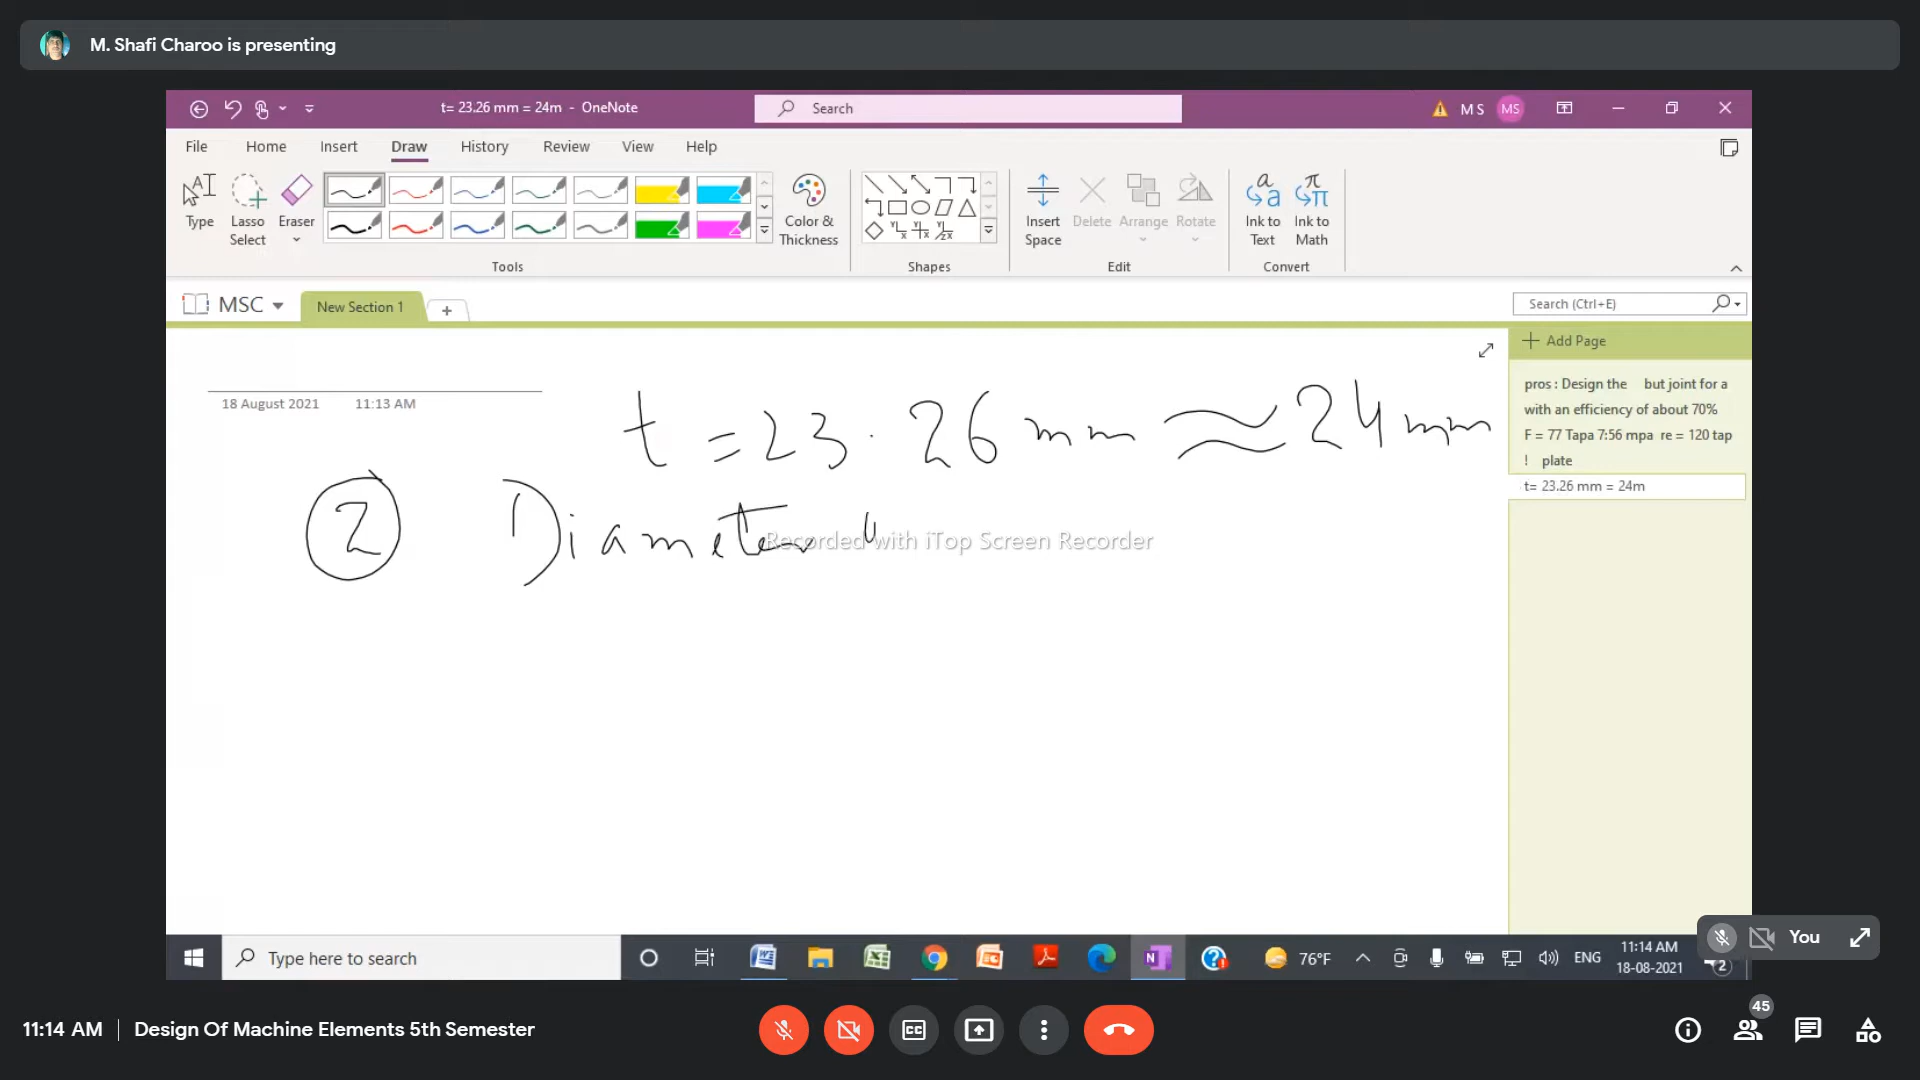 M. Shafi Charoo is presenting
t= 23.26 mm = 24m - OneNote
Search
M S
MS
File Home Insert Draw History Review View Help
Type
Lasso Select
Eraser
Color & Thickness
Insert Space
Delete
Arrange
Rotate
Ink to Text
Ink to Math
Tools
Shapes
Edit
Convert
MSC
New Section 1
Search (Ctrl+E)
Add Page
pros : Design the but joint for a
with an efficiency of about 70%
F = 77 Tapa 7:56 mpa re = 120 tap
! plate
t= 23.26 mm = 24m
18 August 2021 11:13 AM
t = 23.26 mm ≈ 24 mm
2 Diameter
Recorded with iTop Screen Recorder
Type here to search
76°F
ENG
11:14 AM
18-08-2021
2
You
11:14 AM | Design Of Machine Elements 5th Semester
CC
45